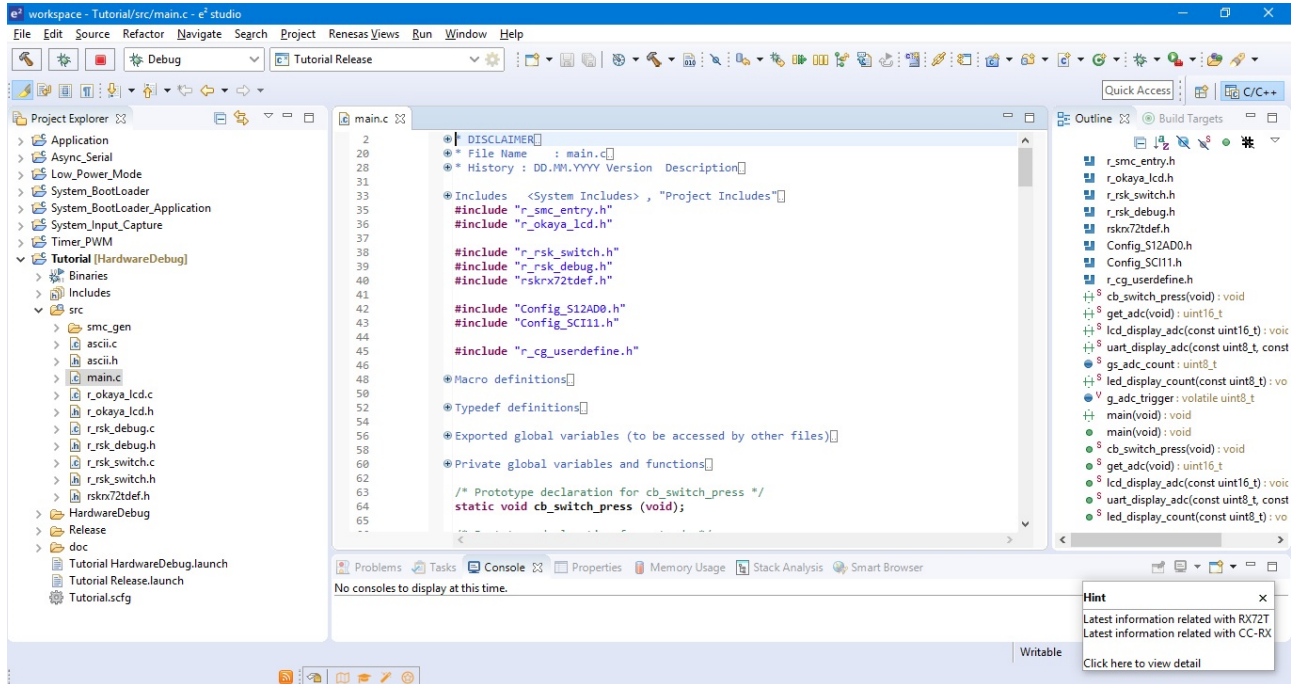 workspace - Tutorial/src/main.c - e² studio
File Edit Source Refactor Navigate Search Project Renesas Views Run Window Help
Debug
Tutorial Release
Quick Access
C/C++
Project Explorer
Application
Async_Serial
Low_Power_Mode
System_BootLoader
System_BootLoader_Application
System_Input_Capture
Timer_PWM
Tutorial [HardwareDebug]
Binaries
Includes
src
smc_gen
ascii.c
ascii.h
main.c
r_okaya_lcd.c
r_okaya_lcd.h
r_rsk_debug.c
r_rsk_debug.h
r_rsk_switch.c
r_rsk_switch.h
rskrx72tdef.h
HardwareDebug
Release
doc
Tutorial HardwareDebug.launch
Tutorial Release.launch
Tutorial.scfg
main.c
2 * DISCLAIMER
20 * File Name : main.c
28 * History : DD.MM.YYYY Version Description
31
33 Includes <System Includes> , "Project Includes"
35 #include "r_smc_entry.h"
36 #include "r_okaya_lcd.h"
37
38 #include "r_rsk_switch.h"
39 #include "r_rsk_debug.h"
40 #include "rskrx72tdef.h"
41
42 #include "Config_S12AD0.h"
43 #include "Config_SCI11.h"
44
45 #include "r_cg_userdefine.h"
46
48 Macro definitions
50
52 Typedef definitions
54
56 Exported global variables (to be accessed by other files)
58
60 Private global variables and functions
62
63 /* Prototype declaration for cb_switch_press */
64 static void cb_switch_press (void);
65
Outline Build Targets
r_smc_entry.h
r_okaya_lcd.h
r_rsk_switch.h
r_rsk_debug.h
rskrx72tdef.h
Config_S12AD0.h
Config_SCI11.h
r_cg_userdefine.h
cb_switch_press(void) : void
get_adc(void) : uint16_t
lcd_display_adc(const uint16_t) : voic
uart_display_adc(const uint8_t, const
gs_adc_count : uint8_t
led_display_count(const uint8_t) : vo
g_adc_trigger : volatile uint8_t
main(void) : void
main(void) : void
cb_switch_press(void) : void
get_adc(void) : uint16_t
lcd_display_adc(const uint16_t) : voic
uart_display_adc(const uint8_t, const
led_display_count(const uint8_t) : vo
Problems Tasks Console Properties Memory Usage Stack Analysis Smart Browser
No consoles to display at this time.
Hint
Latest information related with RX72T
Latest information related with CC-RX
Click here to view detail
Writable